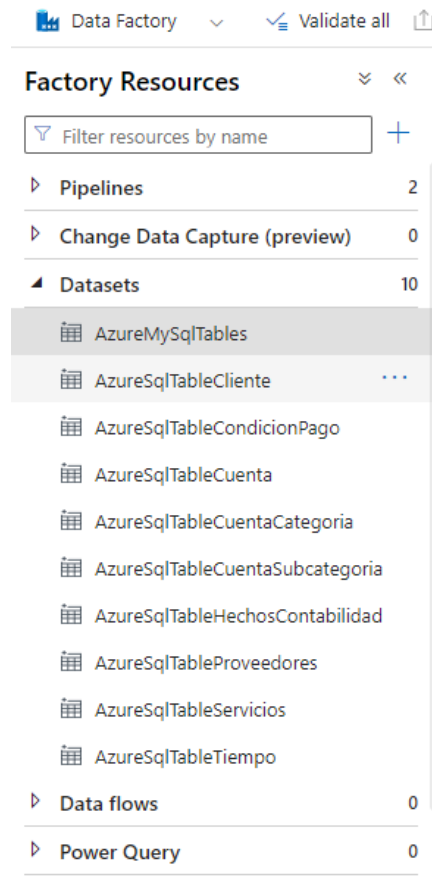 Data Factory Validate all
Factory Resources
Filter resources by name
Pipelines 2
Change Data Capture (preview) 0
Datasets 10
AzureMySqlTables
AzureSqlTableCliente
AzureSqlTableCondicionPago
AzureSqlTableCuenta
AzureSqlTableCuentaCategoria
AzureSqlTableCuentaSubcategoria
AzureSqlTableHechosContabilidad
AzureSqlTableProveedores
AzureSqlTableServicios
AzureSqlTableTiempo
Data flows 0
Power Query 0